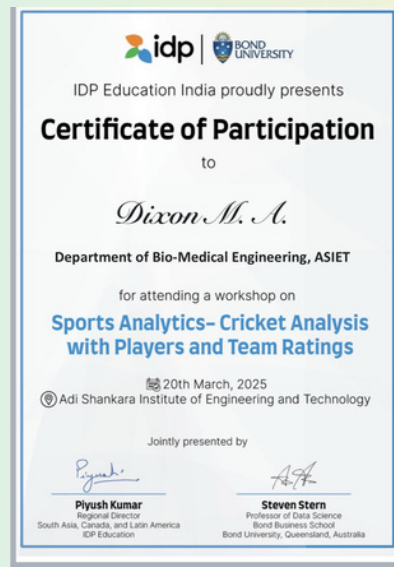 idp | BOND UNIVERSITY
IDP Education India proudly presents
Certificate of Participation
to
Dixon M. A.
Department of Bio-Medical Engineering, ASIET
for attending a workshop on
Sports Analytics– Cricket Analysis
with Players and Team Ratings
20th March, 2025
Adi Shankara Institute of Engineering and Technology
Jointly presented by
Piyush Kumar
Regional Director
South Asia, Canada, and Latin America
IDP Education
Steven Stern
Professor of Data Science
Bond Business School
Bond University, Queensland, Australia